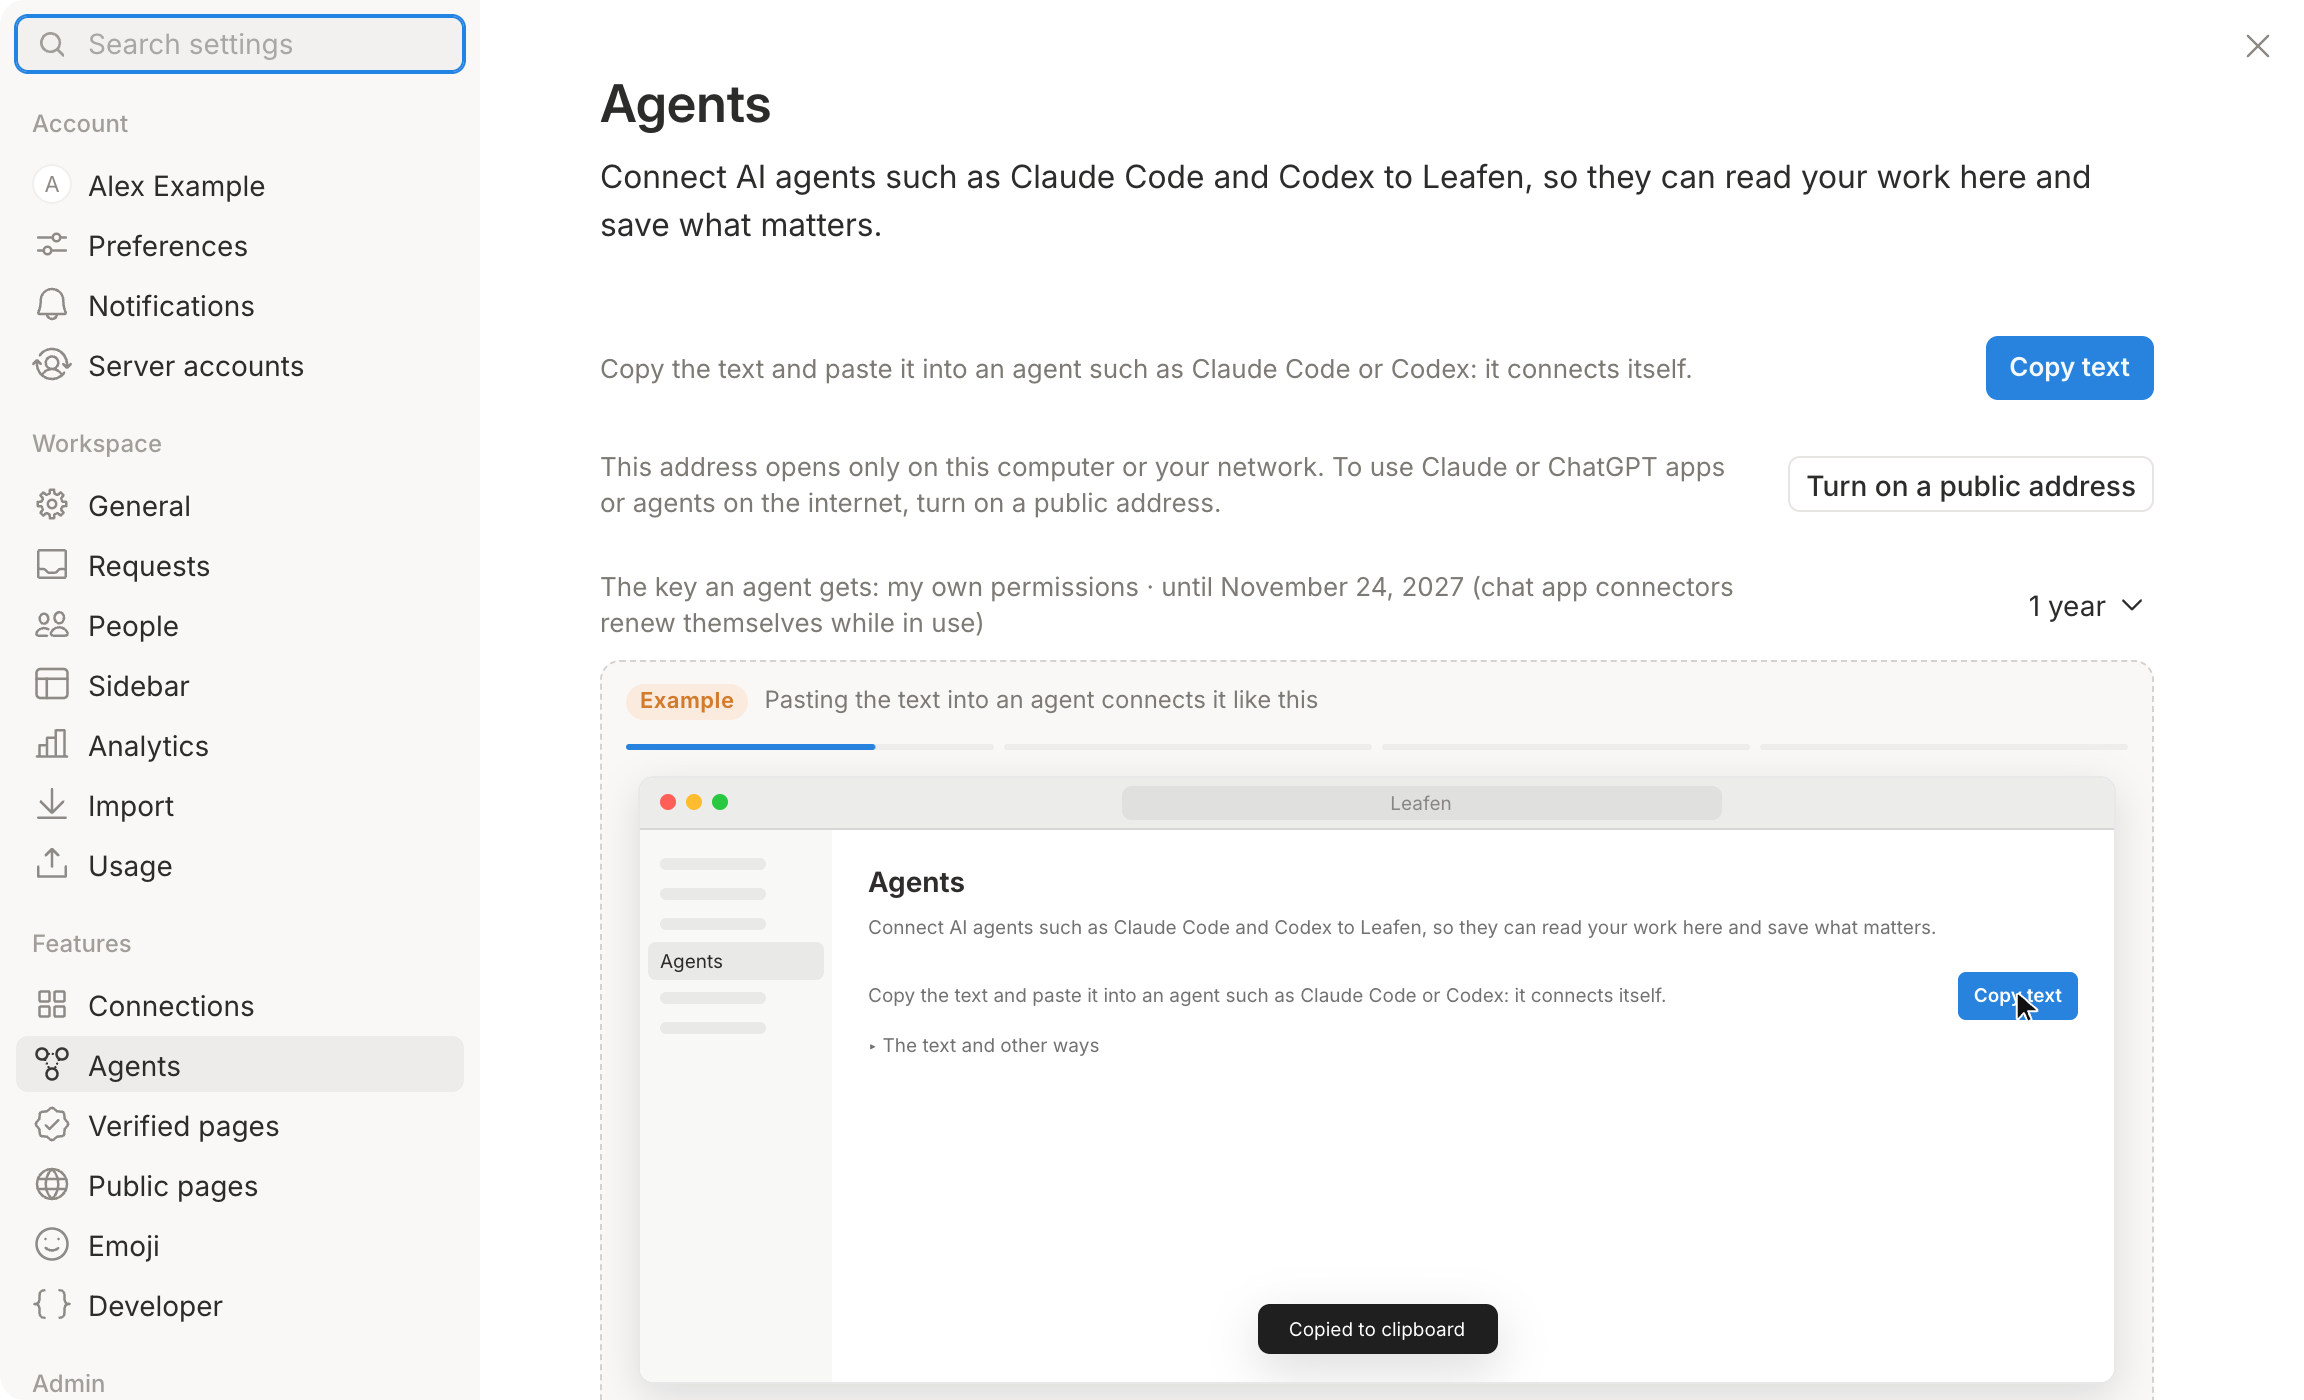 Search settings
Account
A
Alex Example
Preferences
Notifications
Server accounts
Workspace
General
Requests
People
Sidebar
Analytics
Import
Usage
Features
Connections
Agents
Verified pages
Public pages
Emoji
Developer
Admin
Agents
Connect AI agents such as Claude Code and Codex to Leafen, so they can read your work here and
save what matters.
Copy the text and paste it into an agent such as Claude Code or Codex: it connects itself.
Copy text
This address opens only on this computer or your network. To use Claude or ChatGPT apps
or agents on the internet, turn on a public address.
Turn on a public address
The key an agent gets: my own permissions · until November 24, 2027 (chat app connectors
renew themselves while in use)
1 year
Example Pasting the text into an agent connects it like this
Leafen
Agents
Agents
Connect AI agents such as Claude Code and Codex to Leafen, so they can read your work here and save what matters.
Copy the text and paste it into an agent such as Claude Code or Codex: it connects itself.
Copy text
▸ The text and other ways
Copied to clipboard